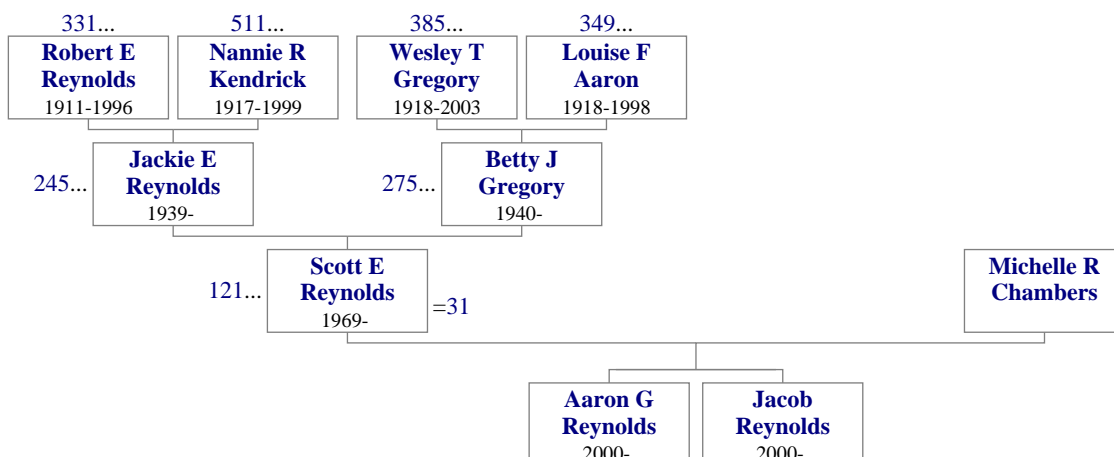 331... 511... 385... 349...
Robert E Nannie R Wesley T Louise F
Reynolds Kendrick Gregory Aaron
1911-1996 1917-1999 1918-2003 1918-1998
Jackie E Betty J
245... Reynolds 275... Gregory
1939- 1940-
Scott E Michelle R
121... Reynolds Chambers
=31
1969-
Aaron G Jacob
Reynolds Reynolds
2000- 2000-